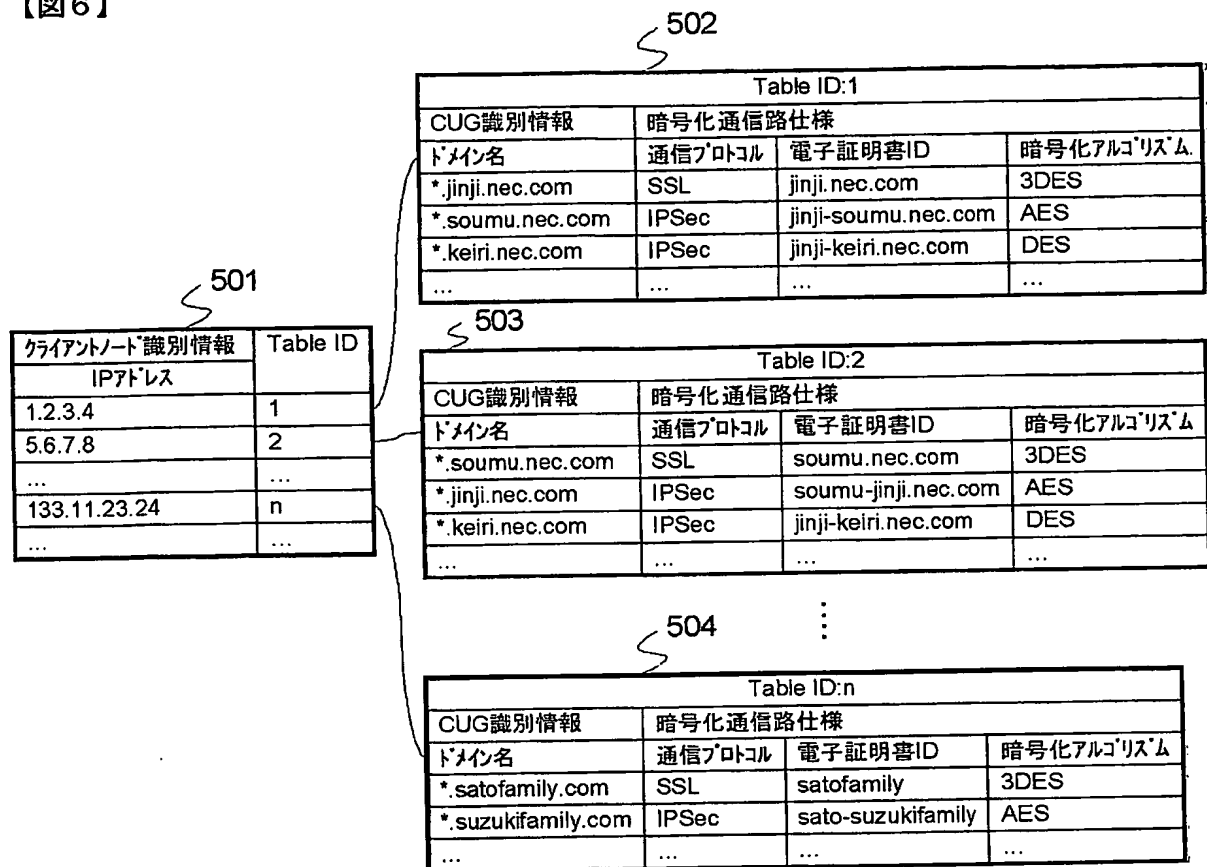 【図6】
502
Table ID:1
CUG識別情報 暗号化通信路仕様
ドメイン名 通信プロトコル 電子証明書ID 暗号化アルゴリズム.
*.jinji.nec.com SSL jinji.nec.com 3DES
*.soumu.nec.com IPSec jinji-soumu.nec.com AES
*.keiri.nec.com IPSec jinji-keiri.nec.com DES
... ... ... ...
501
クライアントノード識別情報 Table ID
IPアドレス
1.2.3.4 1
5.6.7.8 2
... ...
133.11.23.24 n
... ...
503
Table ID:2
CUG識別情報 暗号化通信路仕様
ドメイン名 通信プロトコル 電子証明書ID 暗号化アルゴリズム
*.soumu.nec.com SSL soumu.nec.com 3DES
*.jinji.nec.com IPSec soumu-jinji.nec.com AES
*.keiri.nec.com IPSec jinji-keiri.nec.com DES
... ... ... ...
504
Table ID:n
CUG識別情報 暗号化通信路仕様
ドメイン名 通信プロトコル 電子証明書ID 暗号化アルゴリズム
*.satofamily.com SSL satofamily 3DES
*.suzukifamily.com IPSec sato-suzukifamily AES
... ... ... ...